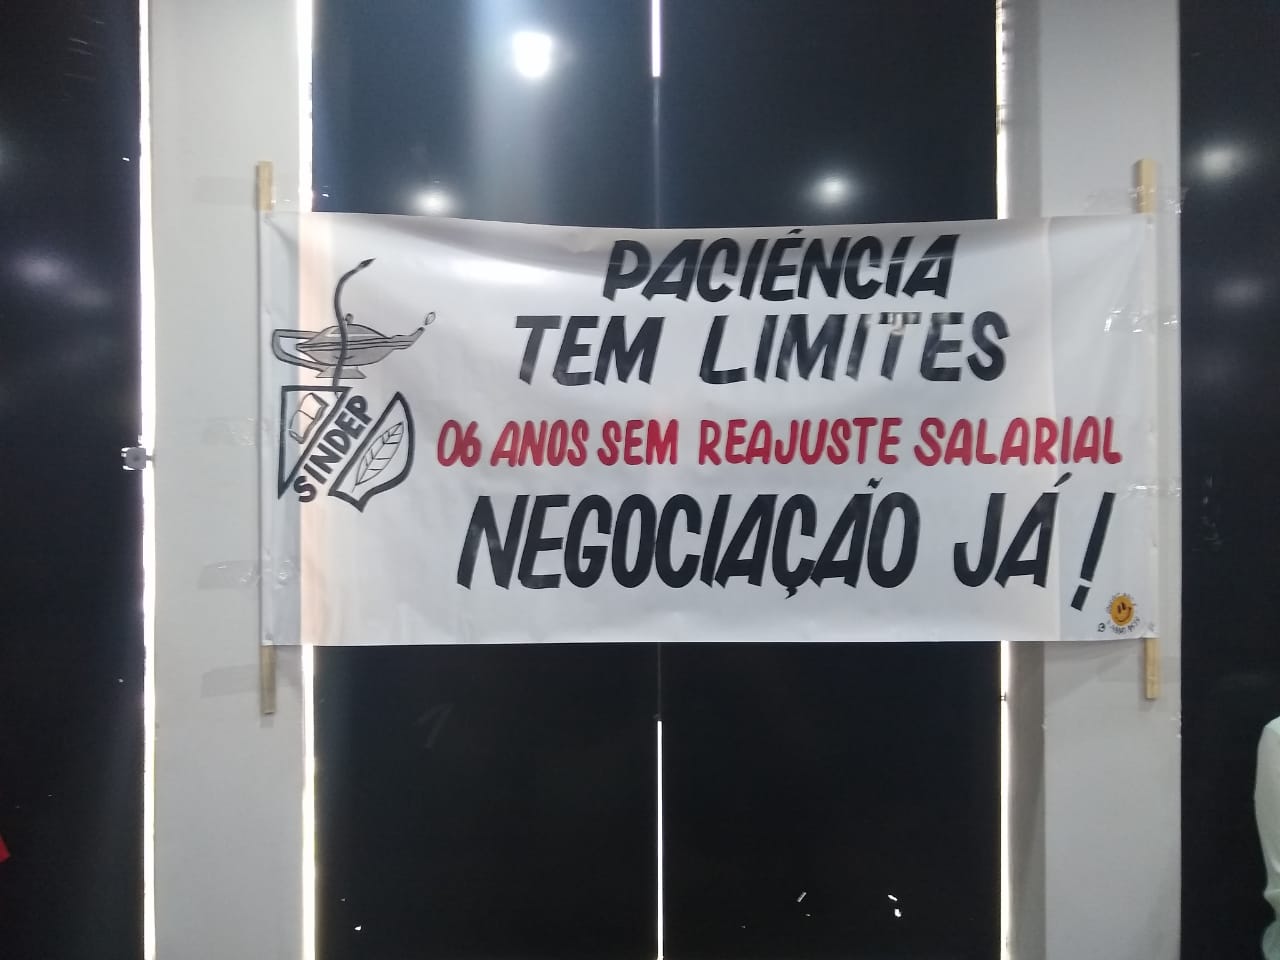 PACIÊNCIA
TEM LIMITES
SINDEP
06 ANOS SEM REAJUSTE SALARIAL
NEGOCIAÇÃO JÁ!